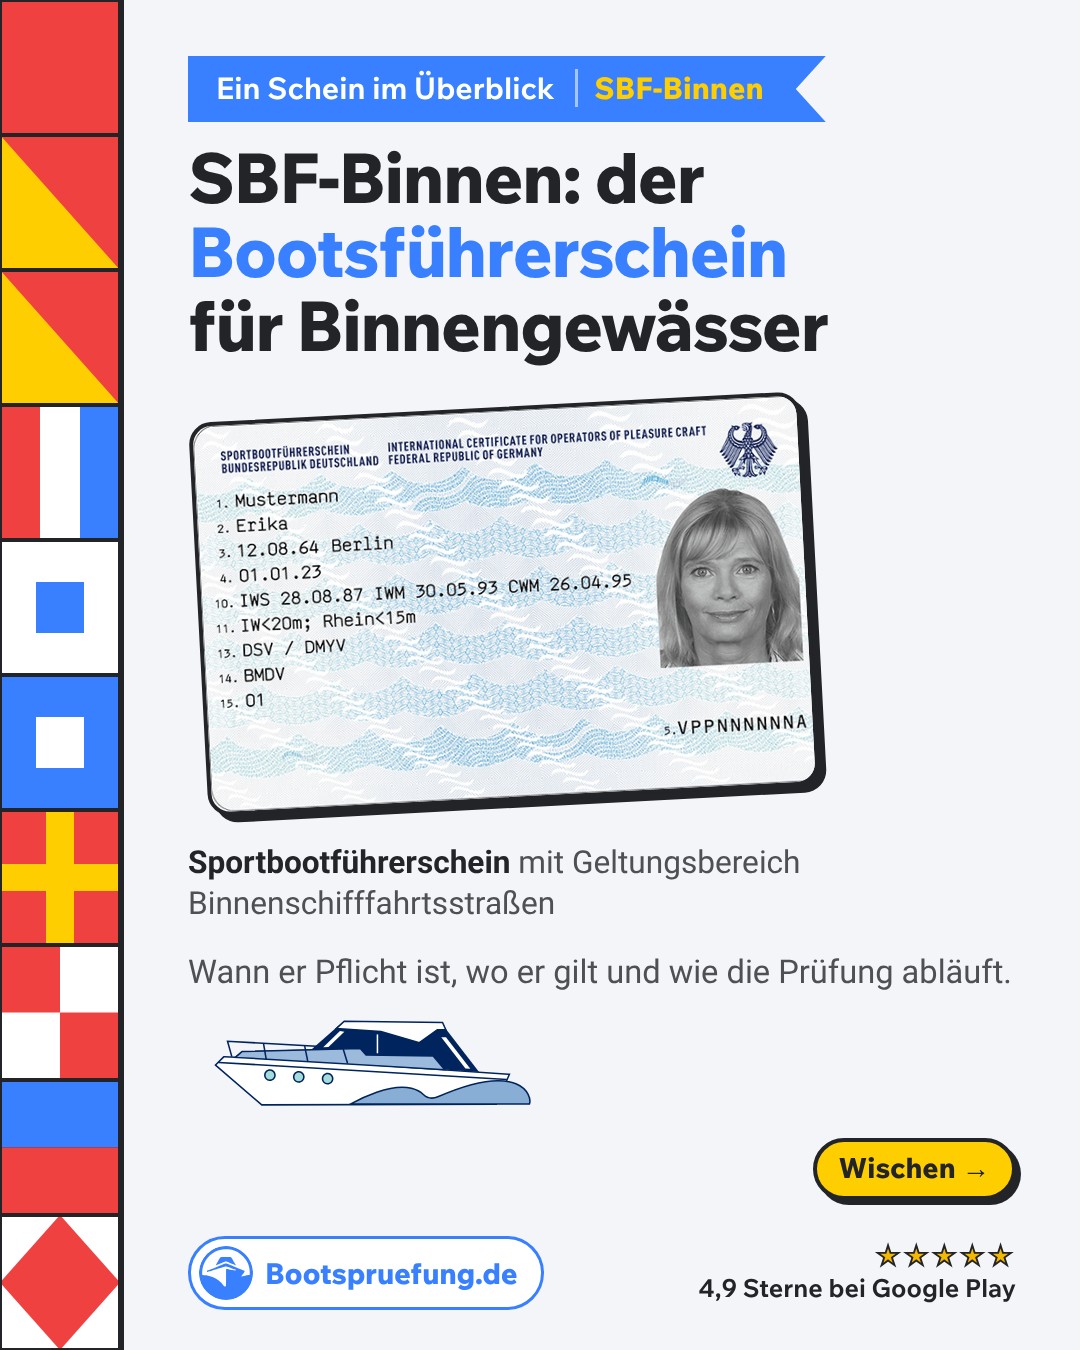 Ein Schein im Überblick | SBF-Binnen
SBF-Binnen: der
Bootsführerschein
für Binnengewässer
SPORTBOOTFÜHRERSCHEIN INTERNATIONAL CERTIFICATE FOR OPERATORS OF PLEASURE CRAFT
BUNDESREPUBLIK DEUTSCHLAND FEDERAL REPUBLIC OF GERMANY
1. Mustermann
2. Erika
3. 12.08.64 Berlin
4. 01.01.23
10. IWS 28.08.87 IWM 30.05.93 CWM 26.04.95
11. IW<20m; Rhein<15m
13. DSV / DMYV
14. BMDV
15. 01
5. VPPNNNNNNA
Sportbootführerschein mit Geltungsbereich
Binnenschifffahrtsstraßen
Wann er Pflicht ist, wo er gilt und wie die Prüfung abläuft.
Wischen →
Bootspruefung.de
★★★★★
4,9 Sterne bei Google Play